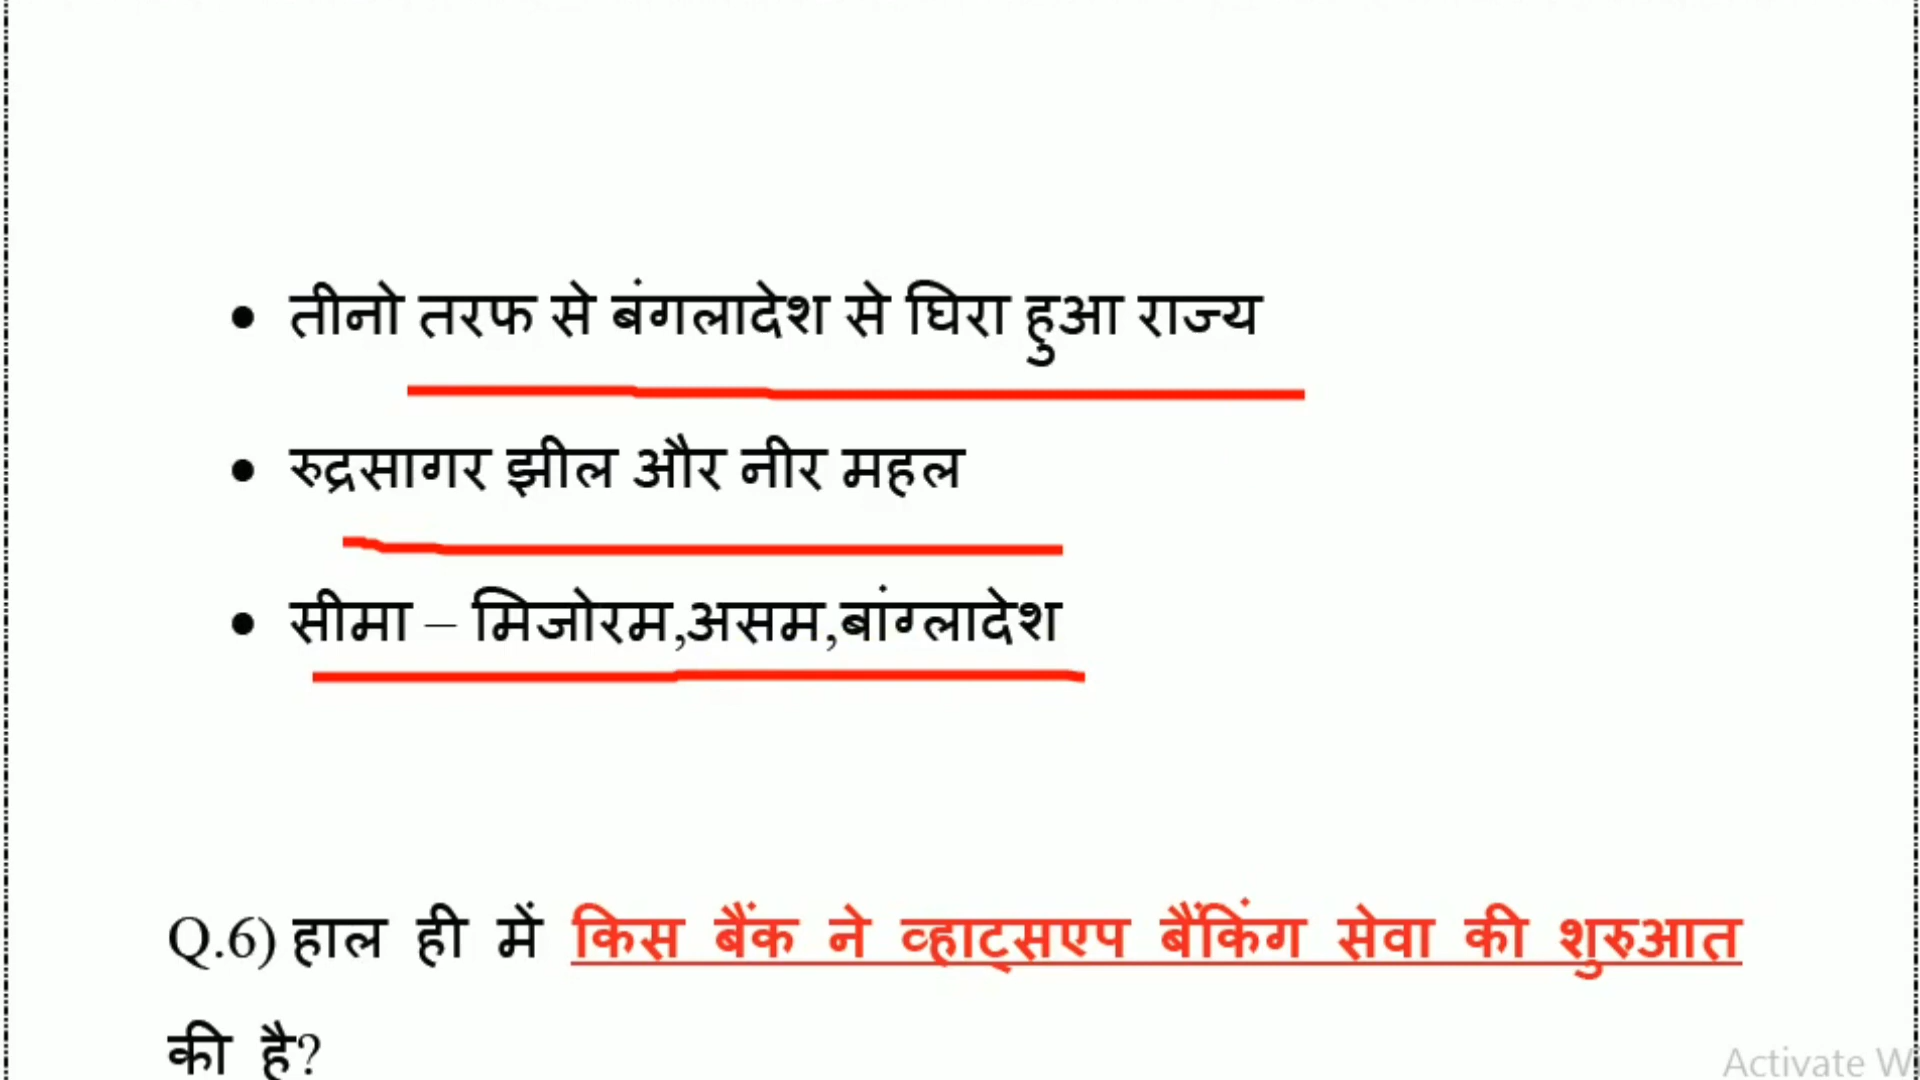 • तीनो तरफ से बंगलादेश से घिरा हुआ राज्य
• रुद्रसागर झील और नीर महल
• सीमा – मिजोरम,असम,बांग्लादेश
Q.6) हाल ही में किस बैंक ने व्हाट्सएप बैंकिंग सेवा की शुरुआत
की है?
Activate